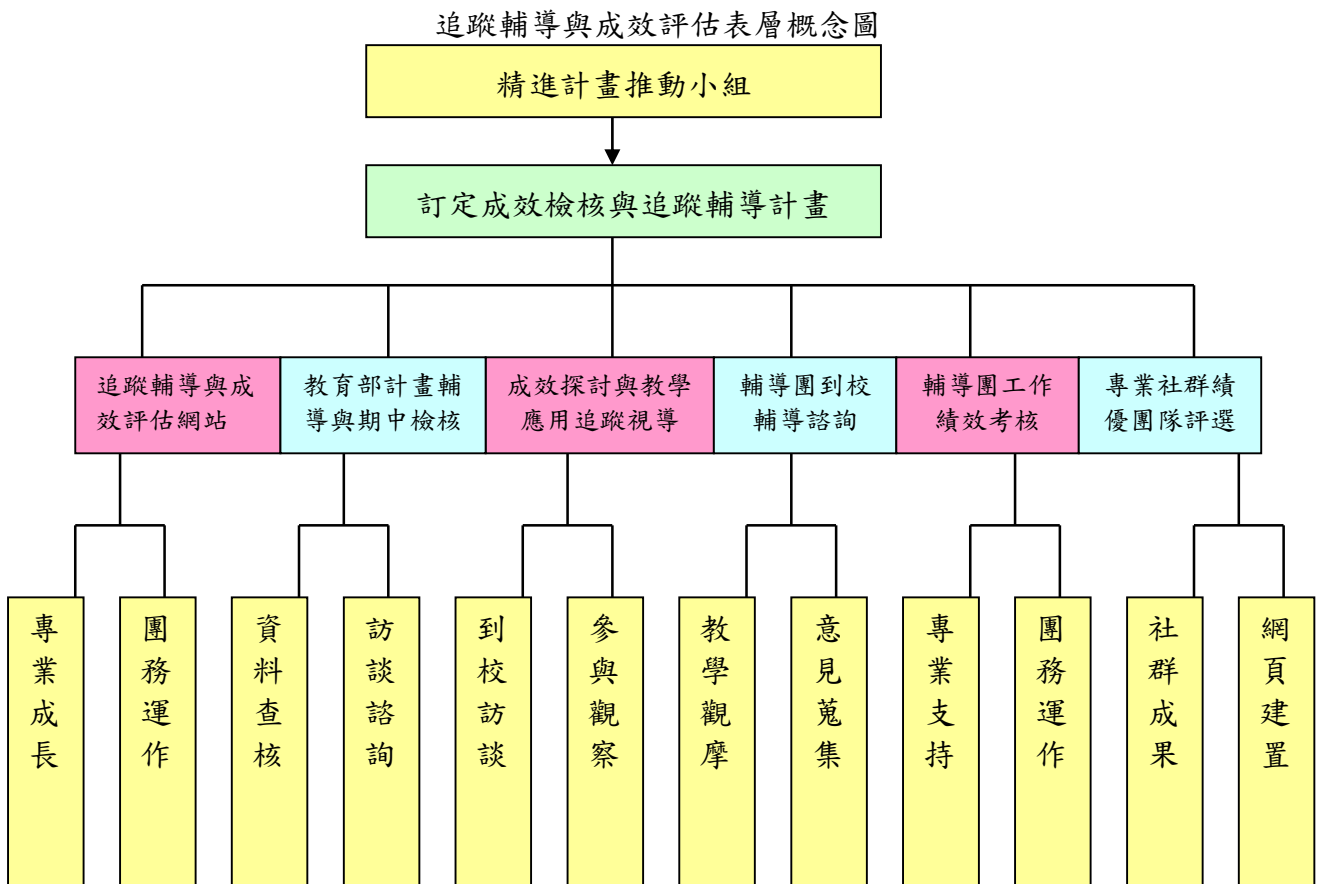 追蹤輔導與成效評估表層概念圖
精進計畫推動小組
訂定成效檢核與追蹤輔導計畫
追蹤輔導與成
效評估網站
教育部計畫輔
導與期中檢核
成效探討與教學
應用追蹤視導
輔導團到校
輔導諮詢
輔導團工作
績效考核
專業社群績
優團隊評選
專業成長
團務運作
資料查核
訪談諮詢
到校訪談
參與觀察
教學觀摩
意見蒐集
專業支持
團務運作
社群成果
網頁建置